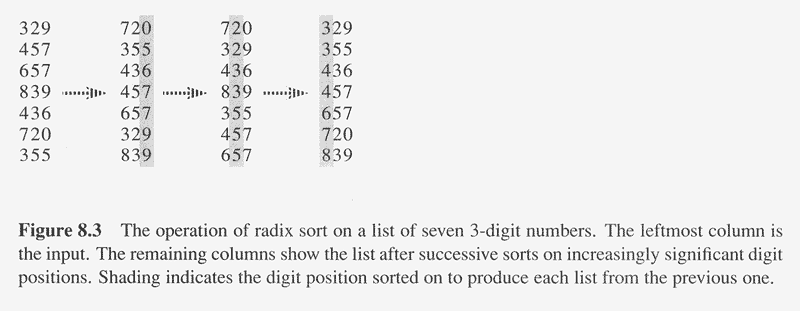 329 720 720 329
457 355 329 355
657 436 436 436
839 457 839 457
436 657 355 657
720 329 457 720
355 839 657 839
Figure 8.3 The operation of radix sort on a list of seven 3-digit numbers. The leftmost column is
the input. The remaining columns show the list after successive sorts on increasingly significant digit
positions. Shading indicates the digit position sorted on to produce each list from the previous one.